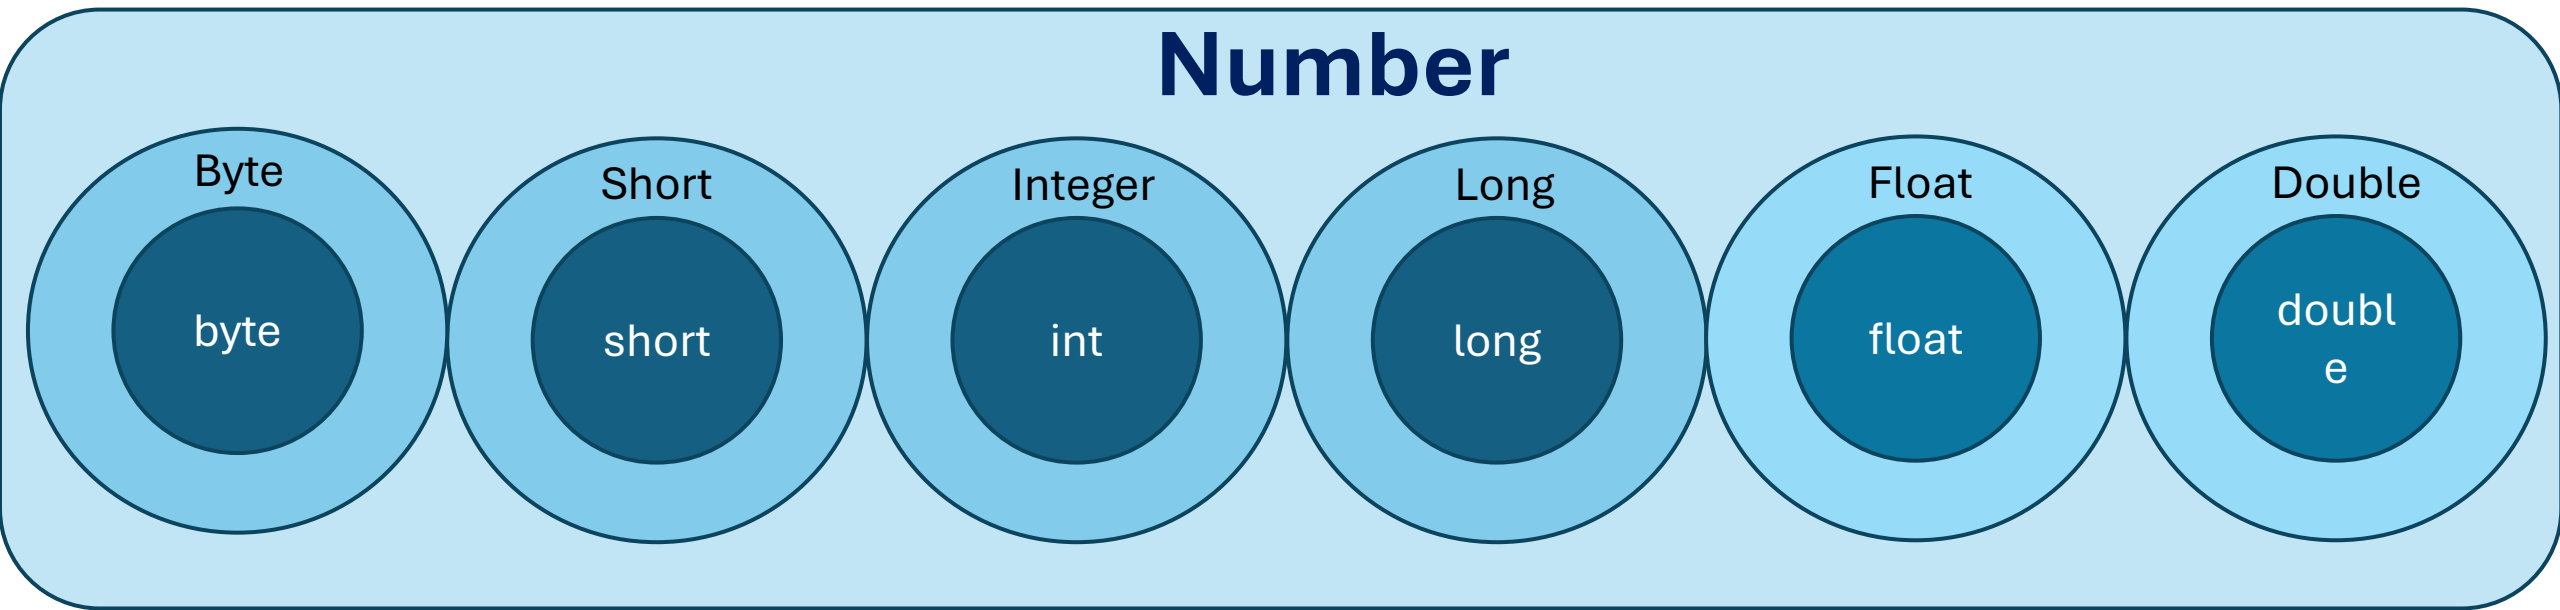 Number
Byte
Short
Integer
Long
Float
Double
byte
short
int
long
float
doubl
e